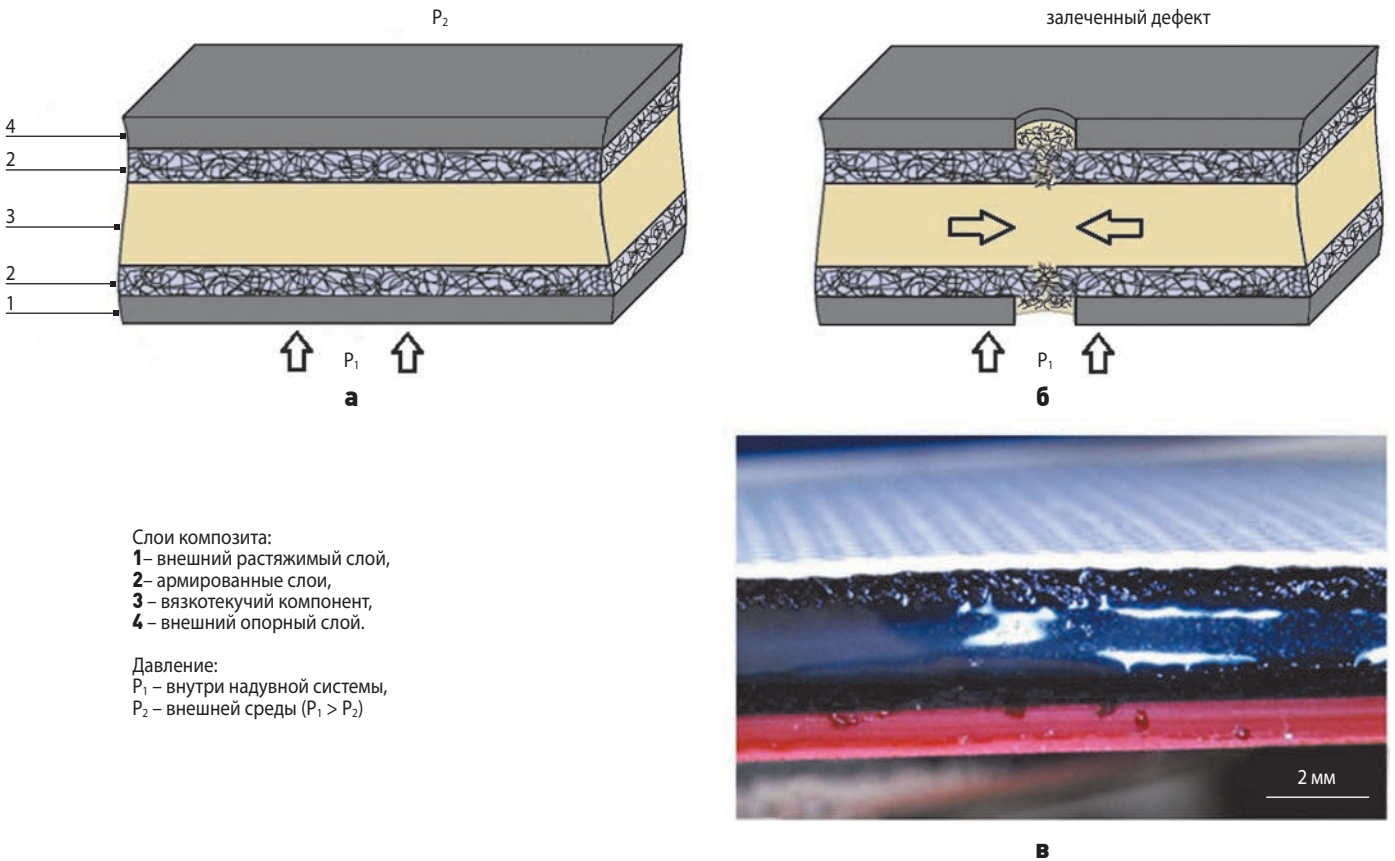 P₂
залеченный дефект
4
2
3
2
1
P₁
P₁
а
б
Слои композита:
1– внешний растяжимый слой,
2– армированные слои,
3 – вязкотекучий компонент,
4 – внешний опорный слой.
Давление:
P₁ – внутри надувной системы,
P₂ – внешней среды (P₁ > P₂)
2 мм
в